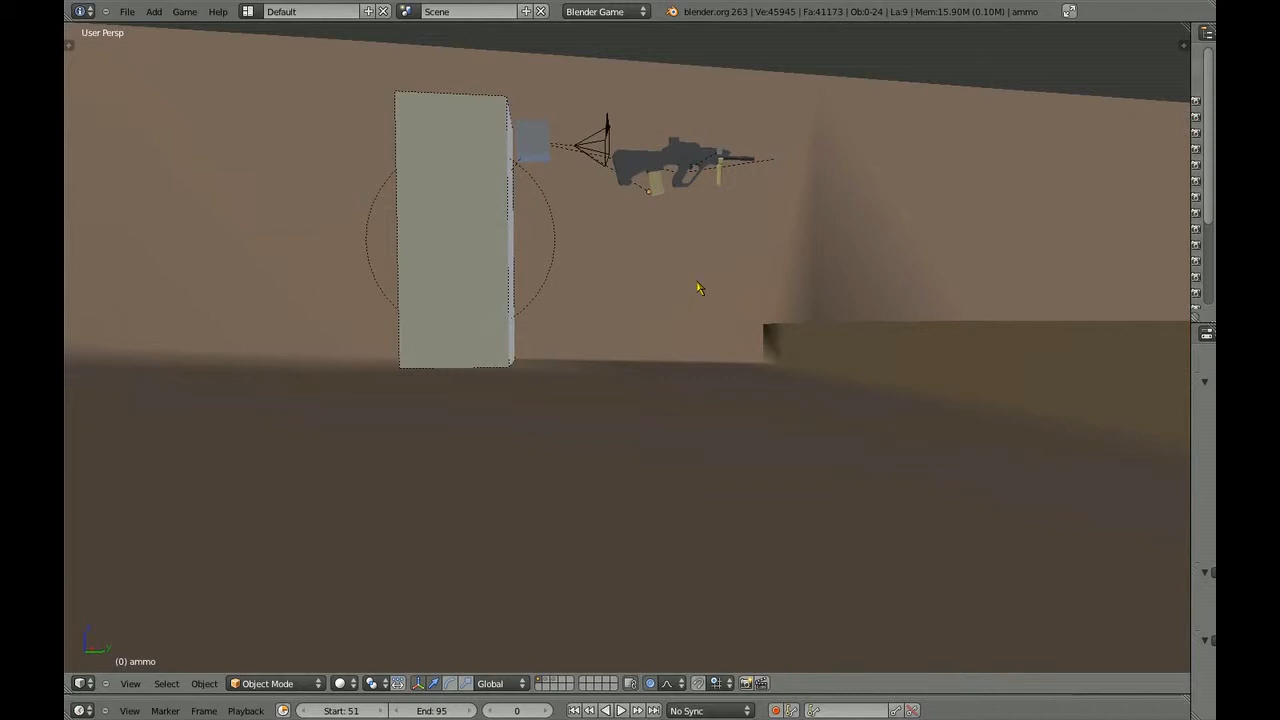 File Add Game Help Default Scene Blender Game blender.org 263 | Ve:45945 | Fa:41173 | Ob:0-24 | La:9 | Mem:15.90M (0.10M) | ammo
User Persp
(0) ammo
View Select Object Object Mode Global
View Marker Frame Playback Start: 51 End: 95 0 No Sync